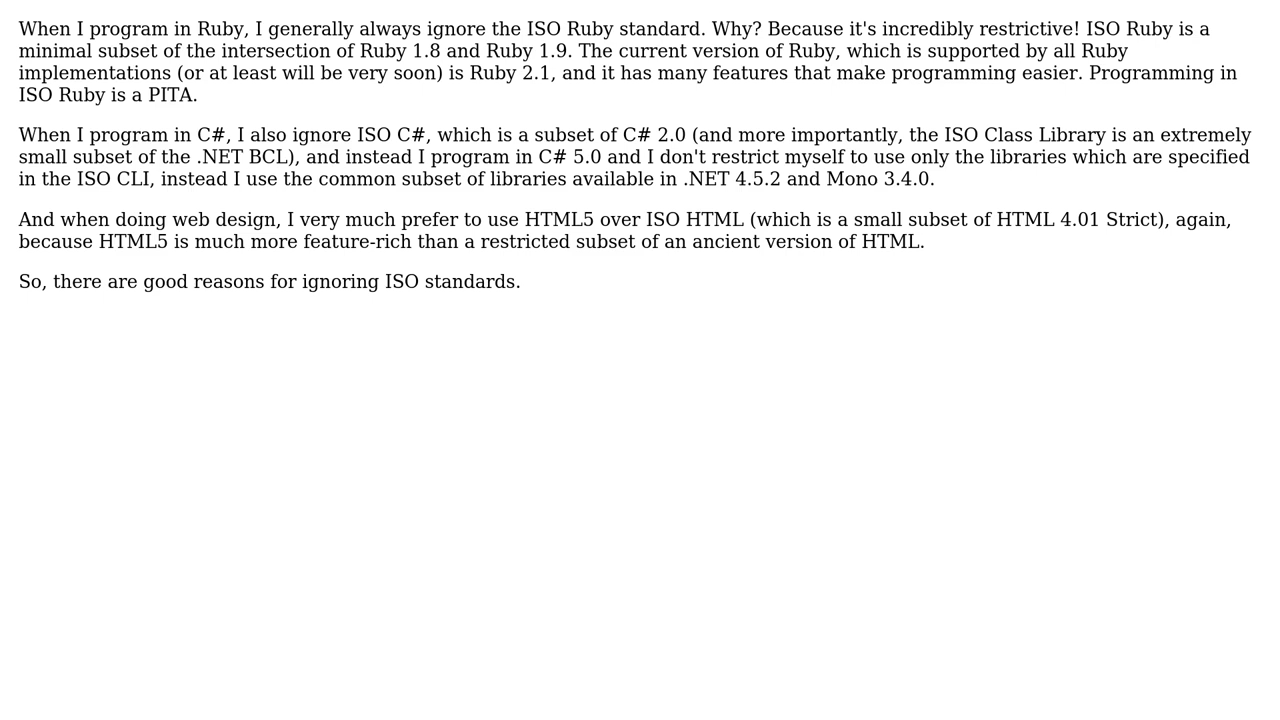 When I program in Ruby, I generally always ignore the ISO Ruby standard. Why? Because it's incredibly restrictive! ISO Ruby is a
minimal subset of the intersection of Ruby 1.8 and Ruby 1.9. The current version of Ruby, which is supported by all Ruby
implementations (or at least will be very soon) is Ruby 2.1, and it has many features that make programming easier. Programming in
ISO Ruby is a PITA.
When I program in C#, I also ignore ISO C#, which is a subset of C# 2.0 (and more importantly, the ISO Class Library is an extremely
small subset of the .NET BCL), and instead I program in C# 5.0 and I don't restrict myself to use only the libraries which are specified
in the ISO CLI, instead I use the common subset of libraries available in .NET 4.5.2 and Mono 3.4.0.
And when doing web design, I very much prefer to use HTML5 over ISO HTML (which is a small subset of HTML 4.01 Strict), again,
because HTML5 is much more feature-rich than a restricted subset of an ancient version of HTML.
So, there are good reasons for ignoring ISO standards.